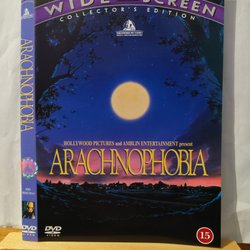 WIDESCREEN
COLLECTOR'S EDITION
HOLLYWOOD PICTURES and AMBLIN ENTERTAINMENT present
ARACHNOPHOBIA
DVD
VIDEO
15
ARACHNOPHOBIA
DVD